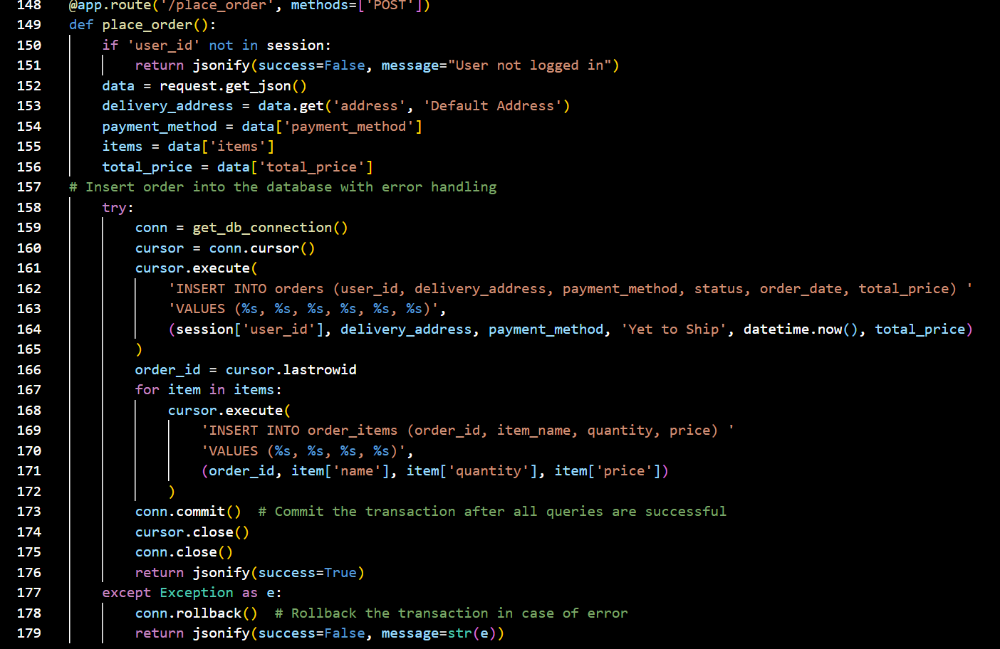 148 @app.route('/place_order', methods=['POST'])
149 def place_order():
150     if 'user_id' not in session:
151         return jsonify(success=False, message="User not logged in")
152     data = request.get_json()
153     delivery_address = data.get('address', 'Default Address')
154     payment_method = data['payment_method']
155     items = data['items']
156     total_price = data['total_price']
157 # Insert order into the database with error handling
158     try:
159         conn = get_db_connection()
160         cursor = conn.cursor()
161         cursor.execute(
162             'INSERT INTO orders (user_id, delivery_address, payment_method, status, order_date, total_price) '
163             'VALUES (%s, %s, %s, %s, %s, %s)',
164             (session['user_id'], delivery_address, payment_method, 'Yet to Ship', datetime.now(), total_price)
165         )
166         order_id = cursor.lastrowid
167         for item in items:
168             cursor.execute(
169                 'INSERT INTO order_items (order_id, item_name, quantity, price) '
170                 'VALUES (%s, %s, %s, %s)',
171                 (order_id, item['name'], item['quantity'], item['price'])
172             )
173         conn.commit()  # Commit the transaction after all queries are successful
174         cursor.close()
175         conn.close()
176         return jsonify(success=True)
177     except Exception as e:
178         conn.rollback()  # Rollback the transaction in case of error
179         return jsonify(success=False, message=str(e))